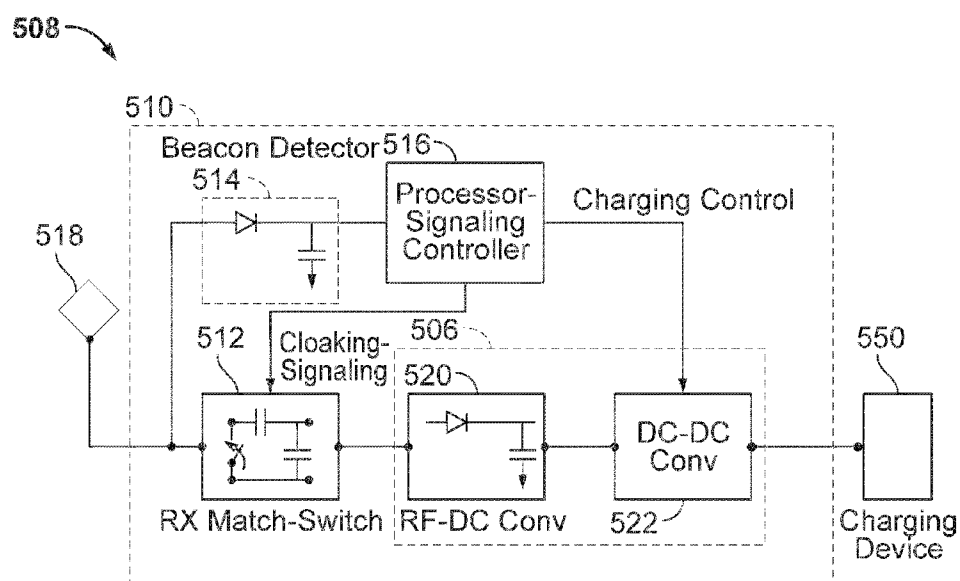 508
510
Beacon Detector
516
514
Processor-
Signaling
Controller
Charging Control
518
512
Cloaking-
Signaling
506
520
550
DC-DC
Conv
RX Match-Switch
RF-DC Conv
522
Charging
Device